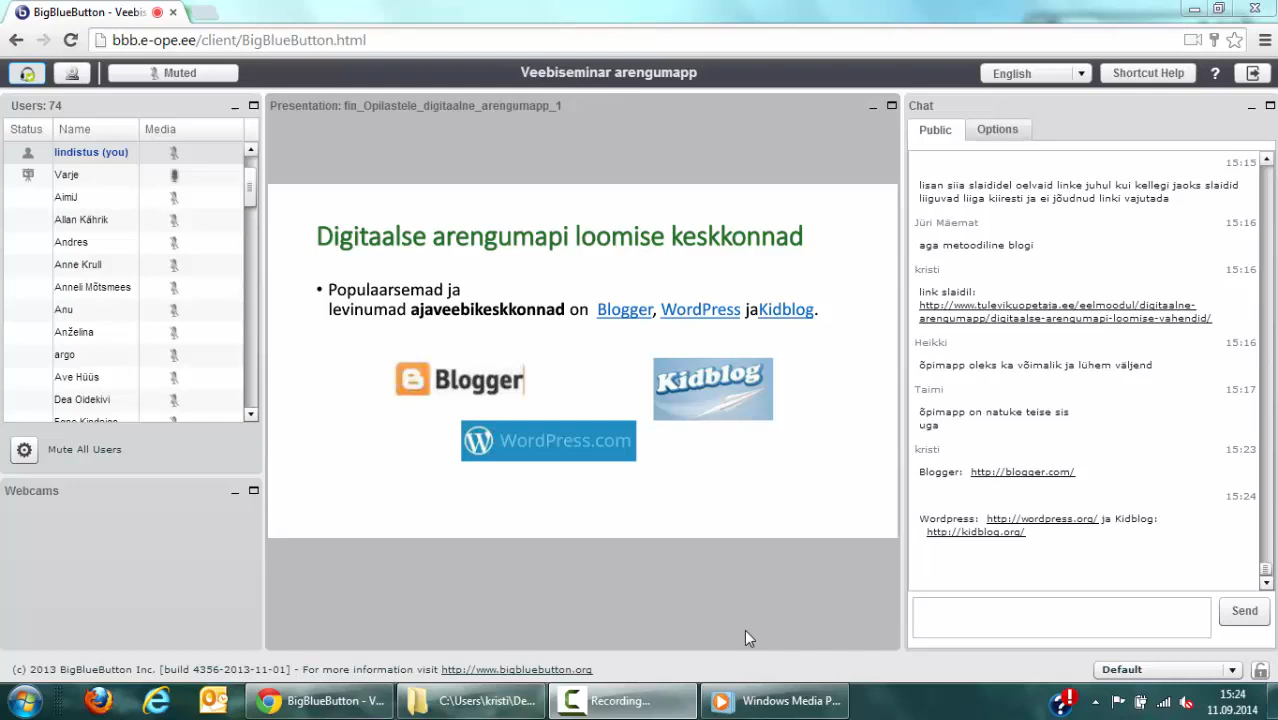 BigBlueButton - Veebis
bbb.e-ope.ee/client/BigBlueButton.html
Muted
Veebiseminar arengumapp
English
Shortcut Help
?
Users: 74
Status Name Media
lindistus (you)
Varje
AimiJ
Allan Kährik
Andres
Anne Krull
Anneli Mõtsmees
Anu
Anželina
argo
Ave Hüüs
Dea Oidekivi
Mute All Users
Webcams
Presentation: fin_Opilastele_digitaalne_arengumapp_1
Digitaalse arengumapi loomise keskkonnad
• Populaarsemad ja
levinumad ajaveebikeskkonnad on Blogger, WordPress jaKidblog.
Blogger
Kidblog
WordPress.com
Chat
Public Options
15:15
lisan siia slaididel oelvaid linke juhul kui kellegi jaoks slaidid
liiguvad liiga kiiresti ja ei jõudnud linki vajutada
Jüri Mäemat 15:16
aga metoodiline blogi
kristi 15:16
link slaidil:
http://www.tulevikuopetaja.ee/eelmoodul/digitaalne-
arengumapp/digitaalse-arengumapi-loomise-vahendid/
Heikki 15:16
õpimapp oleks ka võimalik ja lühem väljend
Taimi 15:17
õpimapp on natuke teise sis
uga
kristi 15:23
Blogger: http://blogger.com/
15:24
Wordpress: http://wordpress.org/ ja Kidblog:
http://kidblog.org/
Send
(c) 2013 BigBlueButton Inc. [build 4356-2013-11-01] - For more information visit http://www.bigbluebutton.org
Default
BigBlueButton - V...
C:\Users\kristi\De...
Recording...
Windows Media P...
15:24
11.09.2014